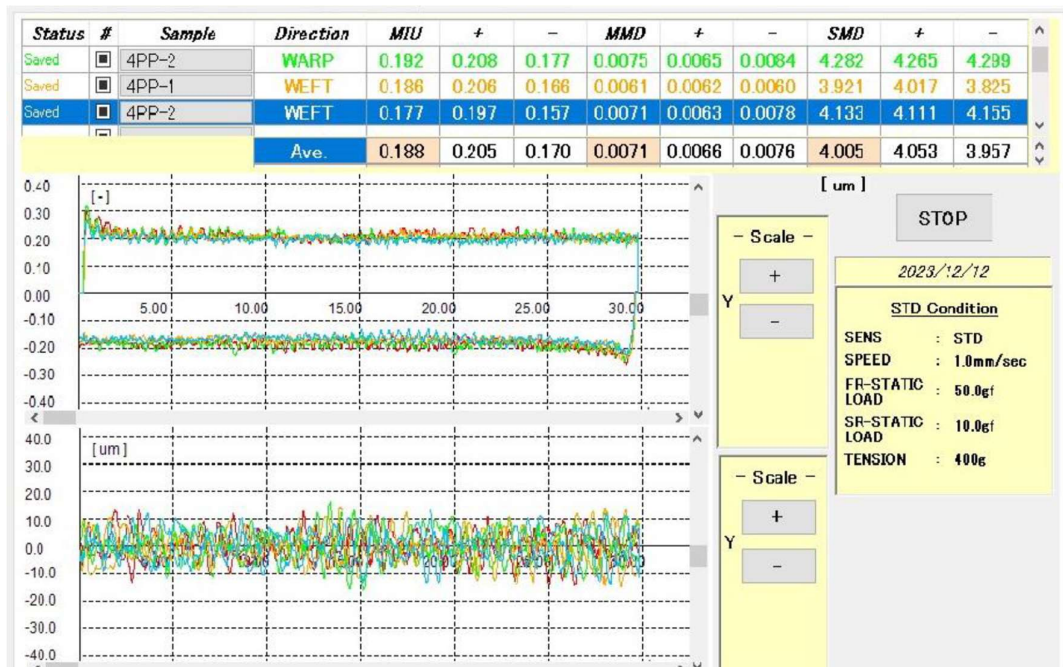 Status # Sample Direction MIU + - MMD + - SMD + -
Saved 4PP-2 WARP 0.192 0.208 0.177 0.0075 0.0065 0.0084 4.282 4.265 4.299
Saved 4PP-1 WEFT 0.186 0.206 0.166 0.0061 0.0062 0.0060 3.921 4.017 3.825
Saved 4PP-2 WEFT 0.177 0.197 0.157 0.0071 0.0063 0.0078 4.133 4.111 4.155
Ave. 0.188 0.205 0.170 0.0071 0.0066 0.0076 4.005 4.053 3.957
[ um ]
0.40
[-]
0.30
0.20
0.10
0.00
5.00 10.00 15.00 20.00 25.00 30.00
-0.10
-0.20
-0.30
-0.40
- Scale -
+
Y
-
STOP
2023/12/12
STD Condition
SENS : STD
SPEED : 1.0mm/sec
FR-STATIC LOAD : 50.0gf
SR-STATIC LOAD : 10.0gf
TENSION : 400g
40.0
[um]
30.0
20.0
10.0
0.0
-10.0
-20.0
-30.0
-40.0
- Scale -
+
Y
-